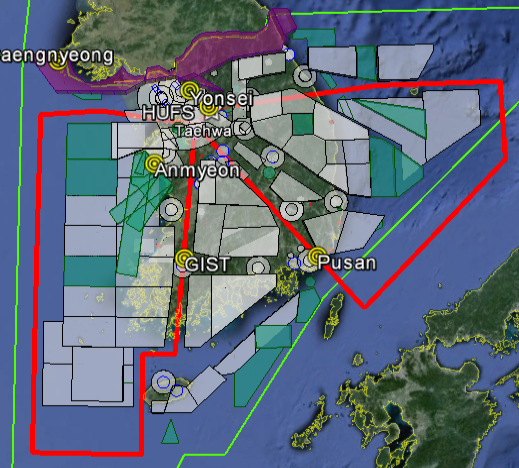 aengnyeong
Yonsei
HUFS
Taehwa
Anmyeon
GIST
Pusan